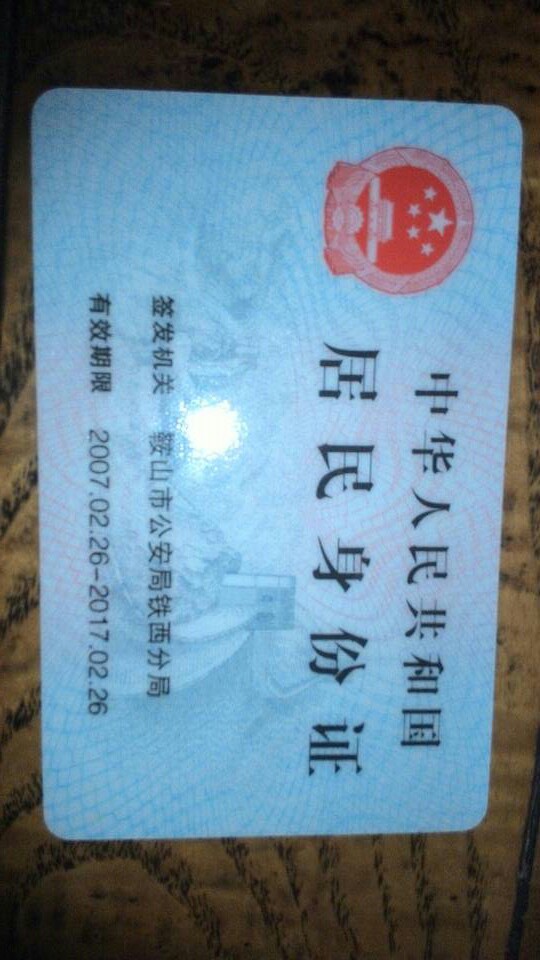 中华人民共和国
居民身份证
签发机关 鞍山市公安局铁西分局
有效期限 2007.02.26-2017.02.26